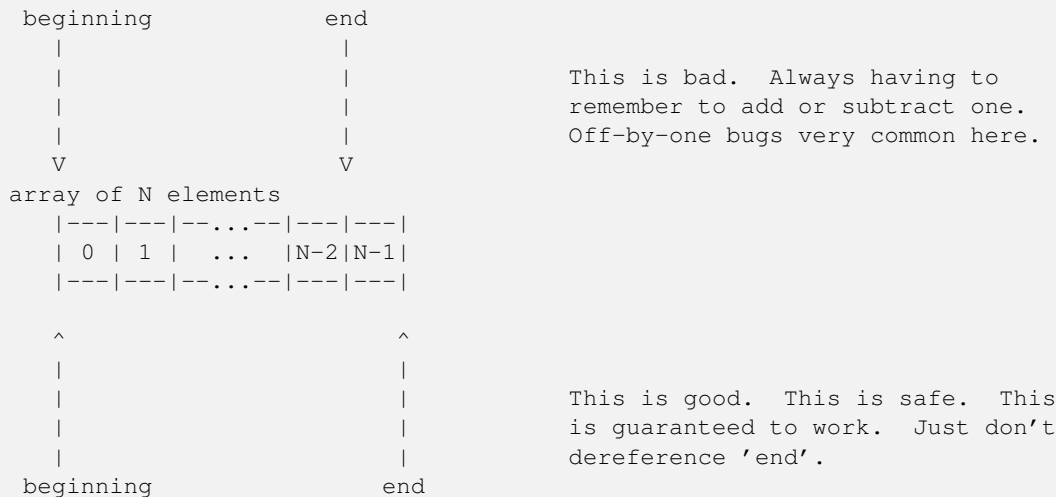 beginning            end
   |                   |
   |                   |               This is bad.  Always having to
   |                   |               remember to add or subtract one.
   |                   |               Off-by-one bugs very common here.
   V                   V
array of N elements
   |---|---|--...--|---|---|
   | 0 | 1 |  ...  |N-2|N-1|
   |---|---|--...--|---|---|

   ^                       ^
   |                       |
   |                       |           This is good.  This is safe.  This
   |                       |           is guaranteed to work.  Just don't
   |                       |           dereference 'end'.
 beginning                end